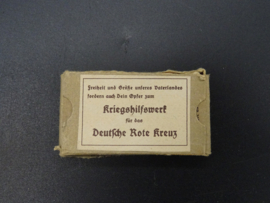 Freiheit und Größe unseres Vaterlandes
fordern auch Dein Opfer zum
Kriegshilfswerk
für das
Deutsche Rote Kreuz